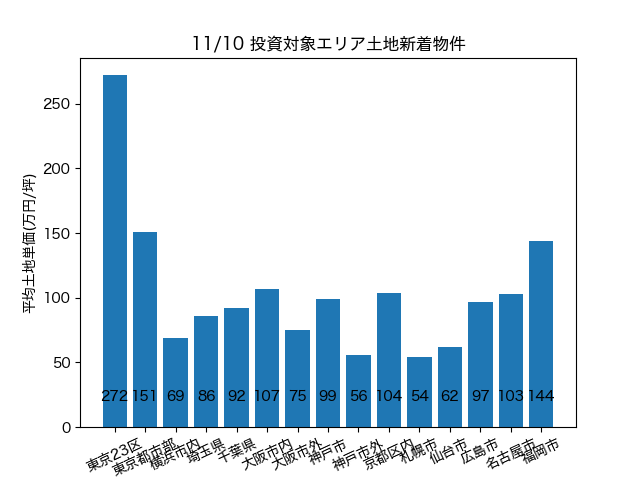 11/10 投資対象エリア土地新着物件
平均土地単価(万円/坪)
250
200
150
100
50
0
272 151 69 86 92 107 75 99 56 104 54 62 97 103 144
東京23区 東京都市部 横浜市内 埼玉県 千葉県 大阪市内 大阪市外 神戸市 神戸市外 京都区内 札幌市 仙台市 広島市 名古屋市 福岡市